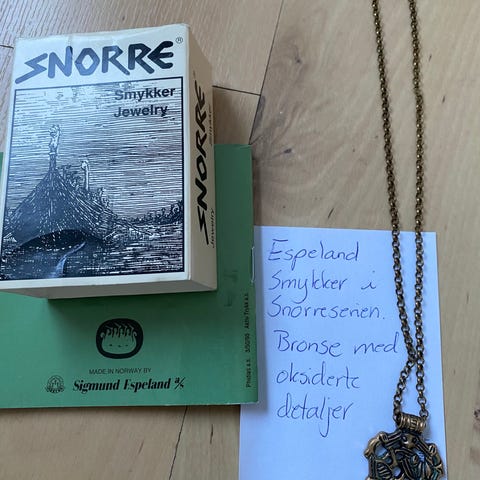 SNORRE®
Smykker
Jewelry
SNORRE
Jewelry
MADE IN NORWAY BY
Sigmund Espeland a/s
Espeland
Smykker i
Snorreserien.
Bronse med
oksiderte
detaljer